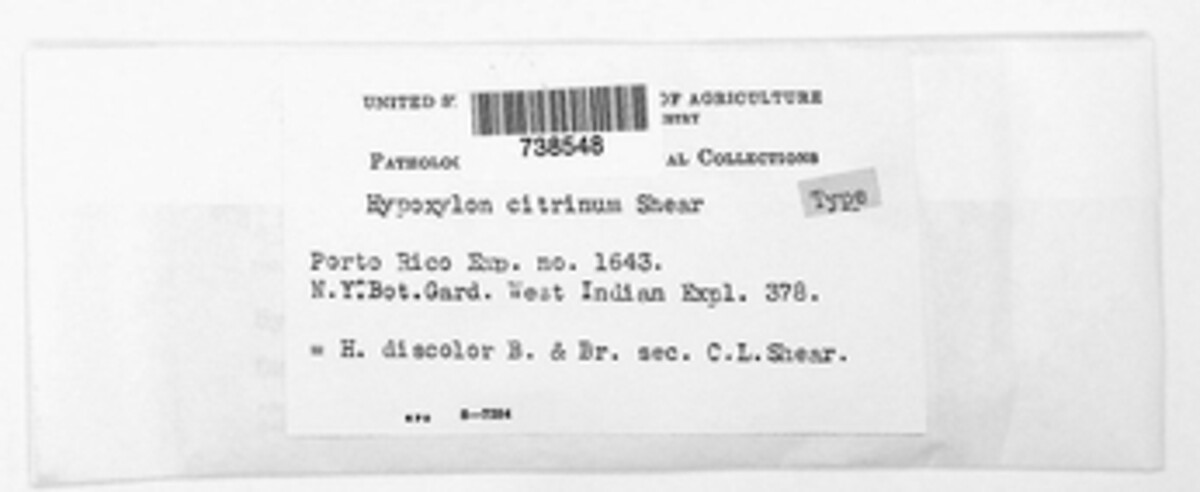 UNITED S
OF AGRICULTURE
738548
PATHOLOG
AL COLLECTIONS
Hypoxylon citrinum Shear
Type
Porto Rico Exp. no. 1643.
N.Y.Bot.Gard. West Indian Expl. 378.
= H. discolor B. & Br. sec. C.L.Shear.